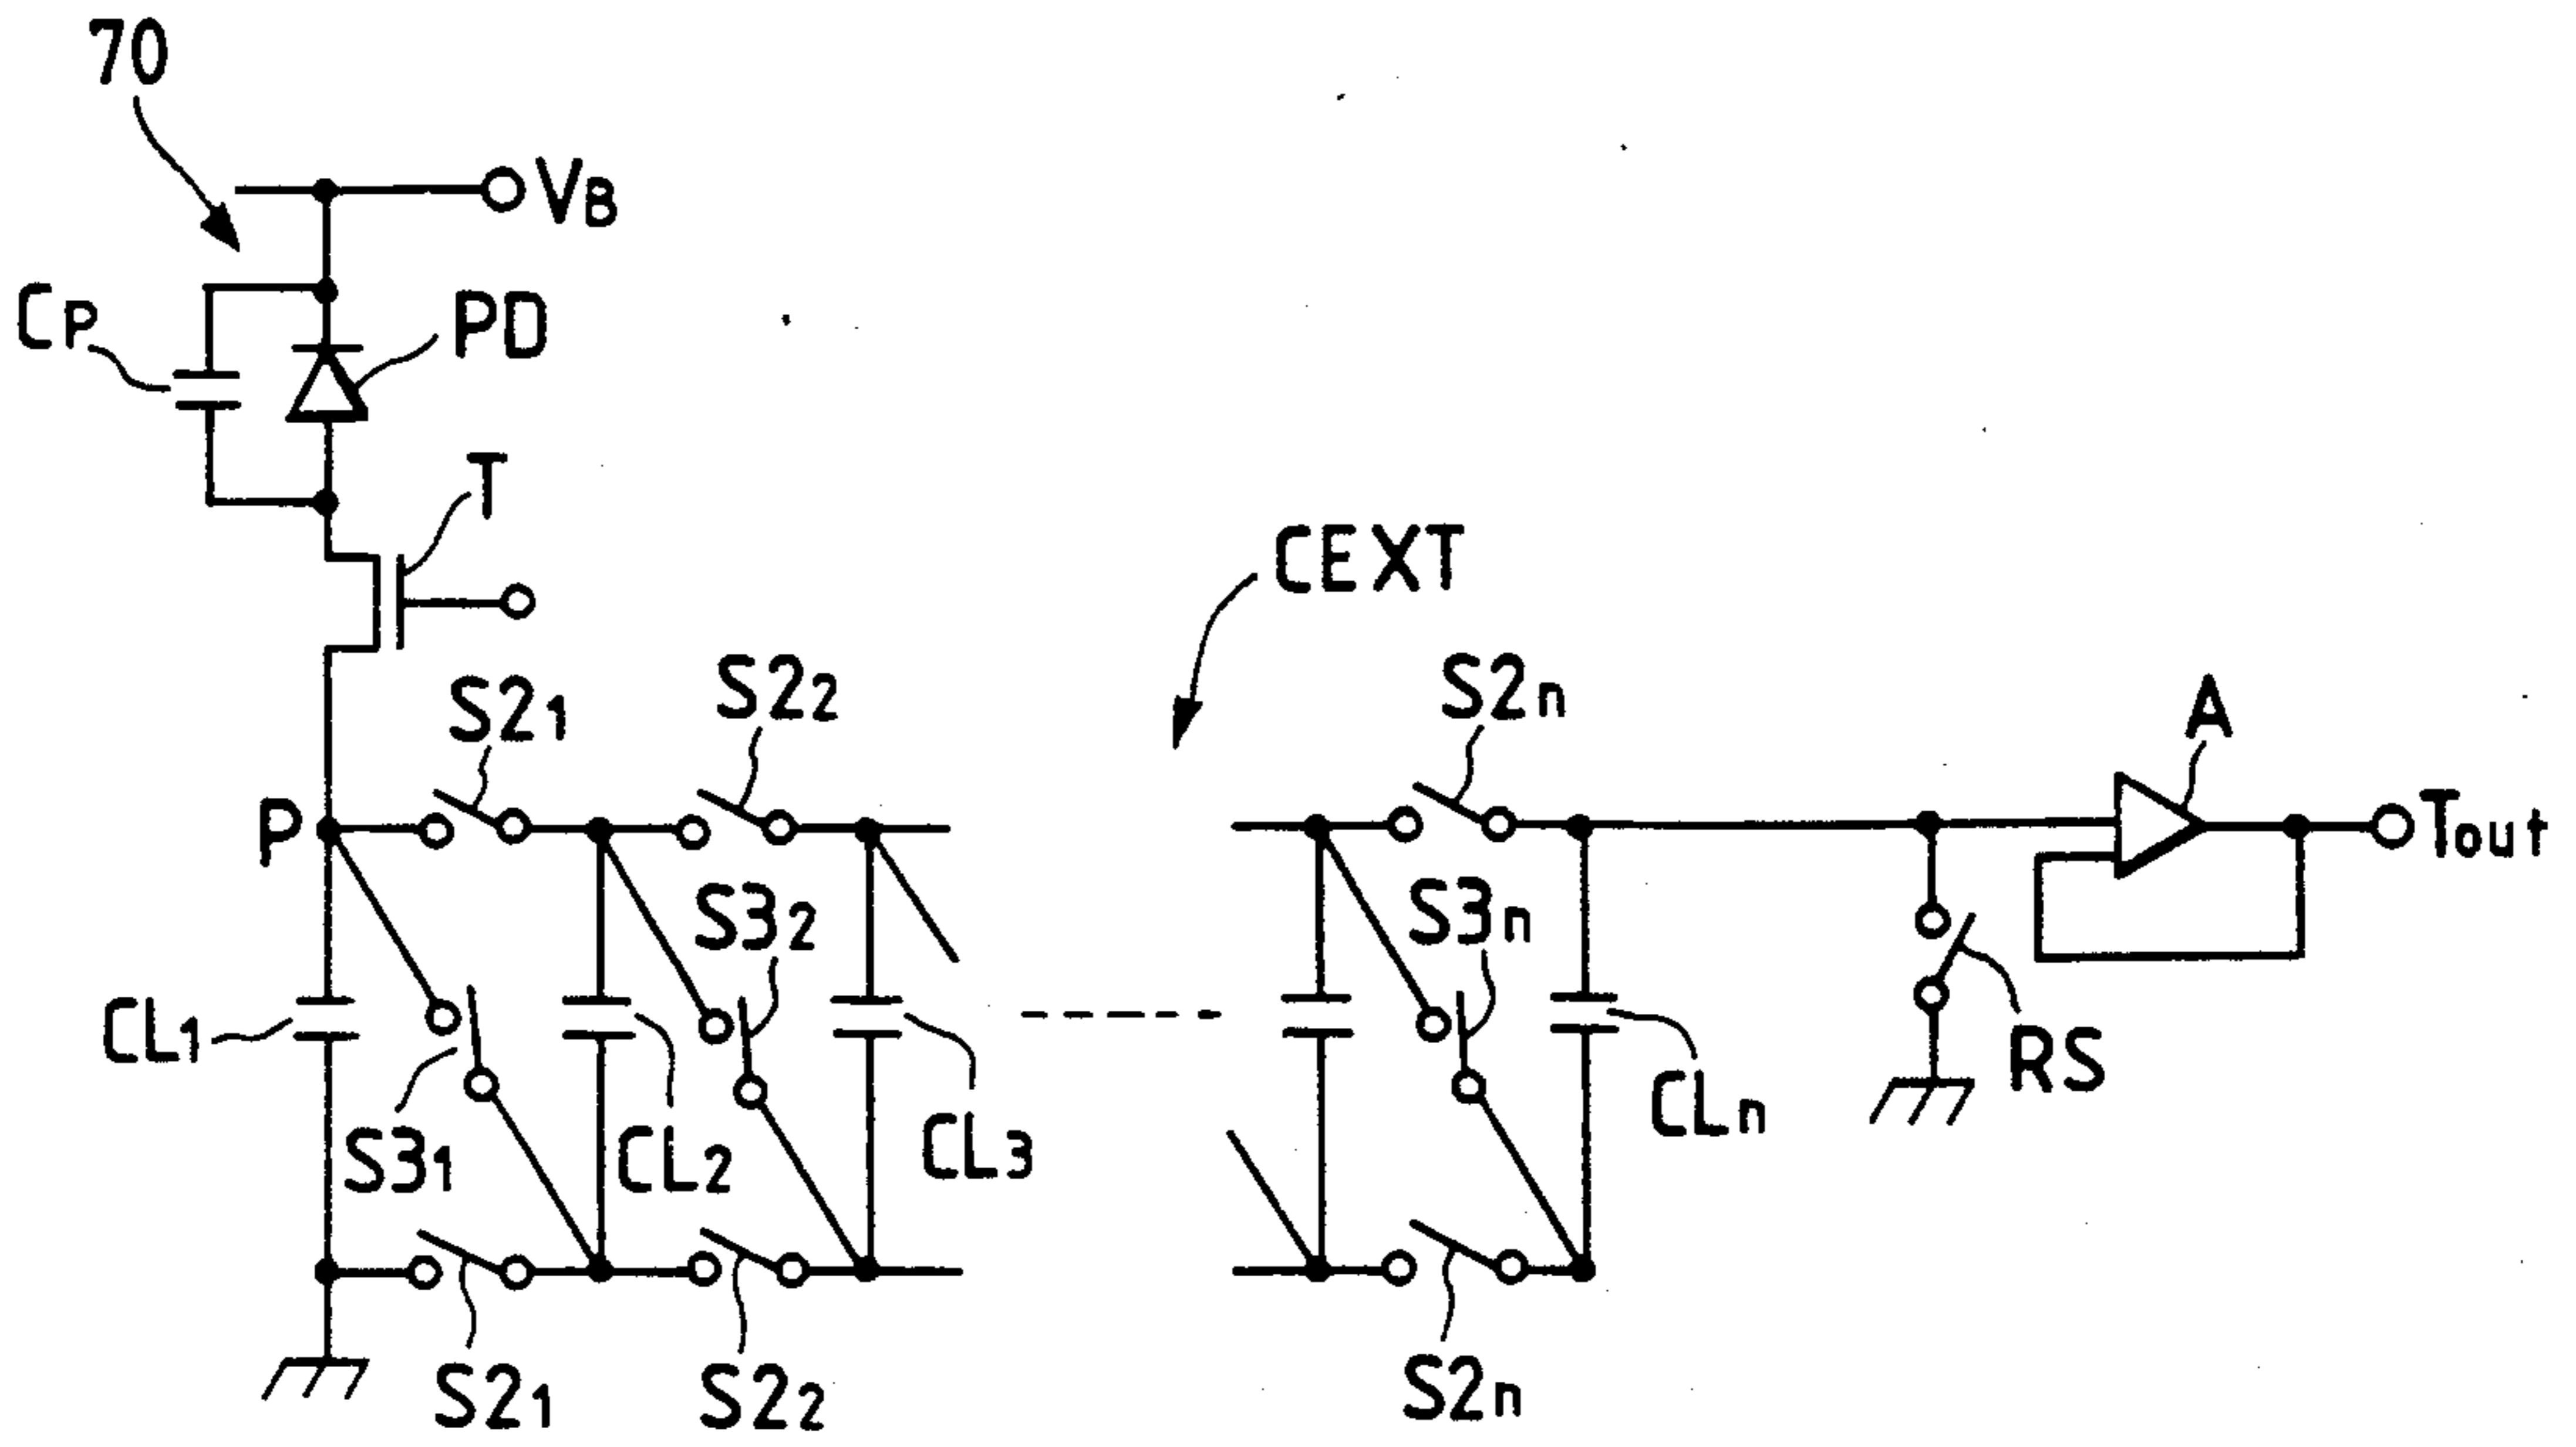 70
VB
CP
PD
T
CEXT
S21
S22
S2n
A
P
Tout
S32
S3n
CL1
RS
S31
CL2
CL3
CLn
S21
S22
S2n